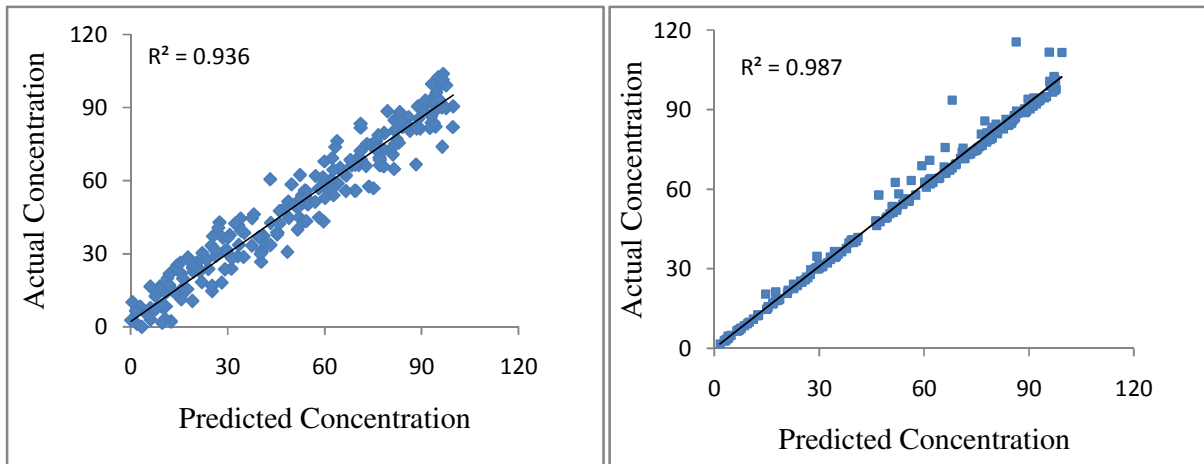 120
R² = 0.936
90
60
30
0
0 30 60 90 120
Actual Concentration
Predicted Concentration
120
R² = 0.987
90
60
30
0
0 30 60 90 120
Actual Concentration
Predicted Concentration